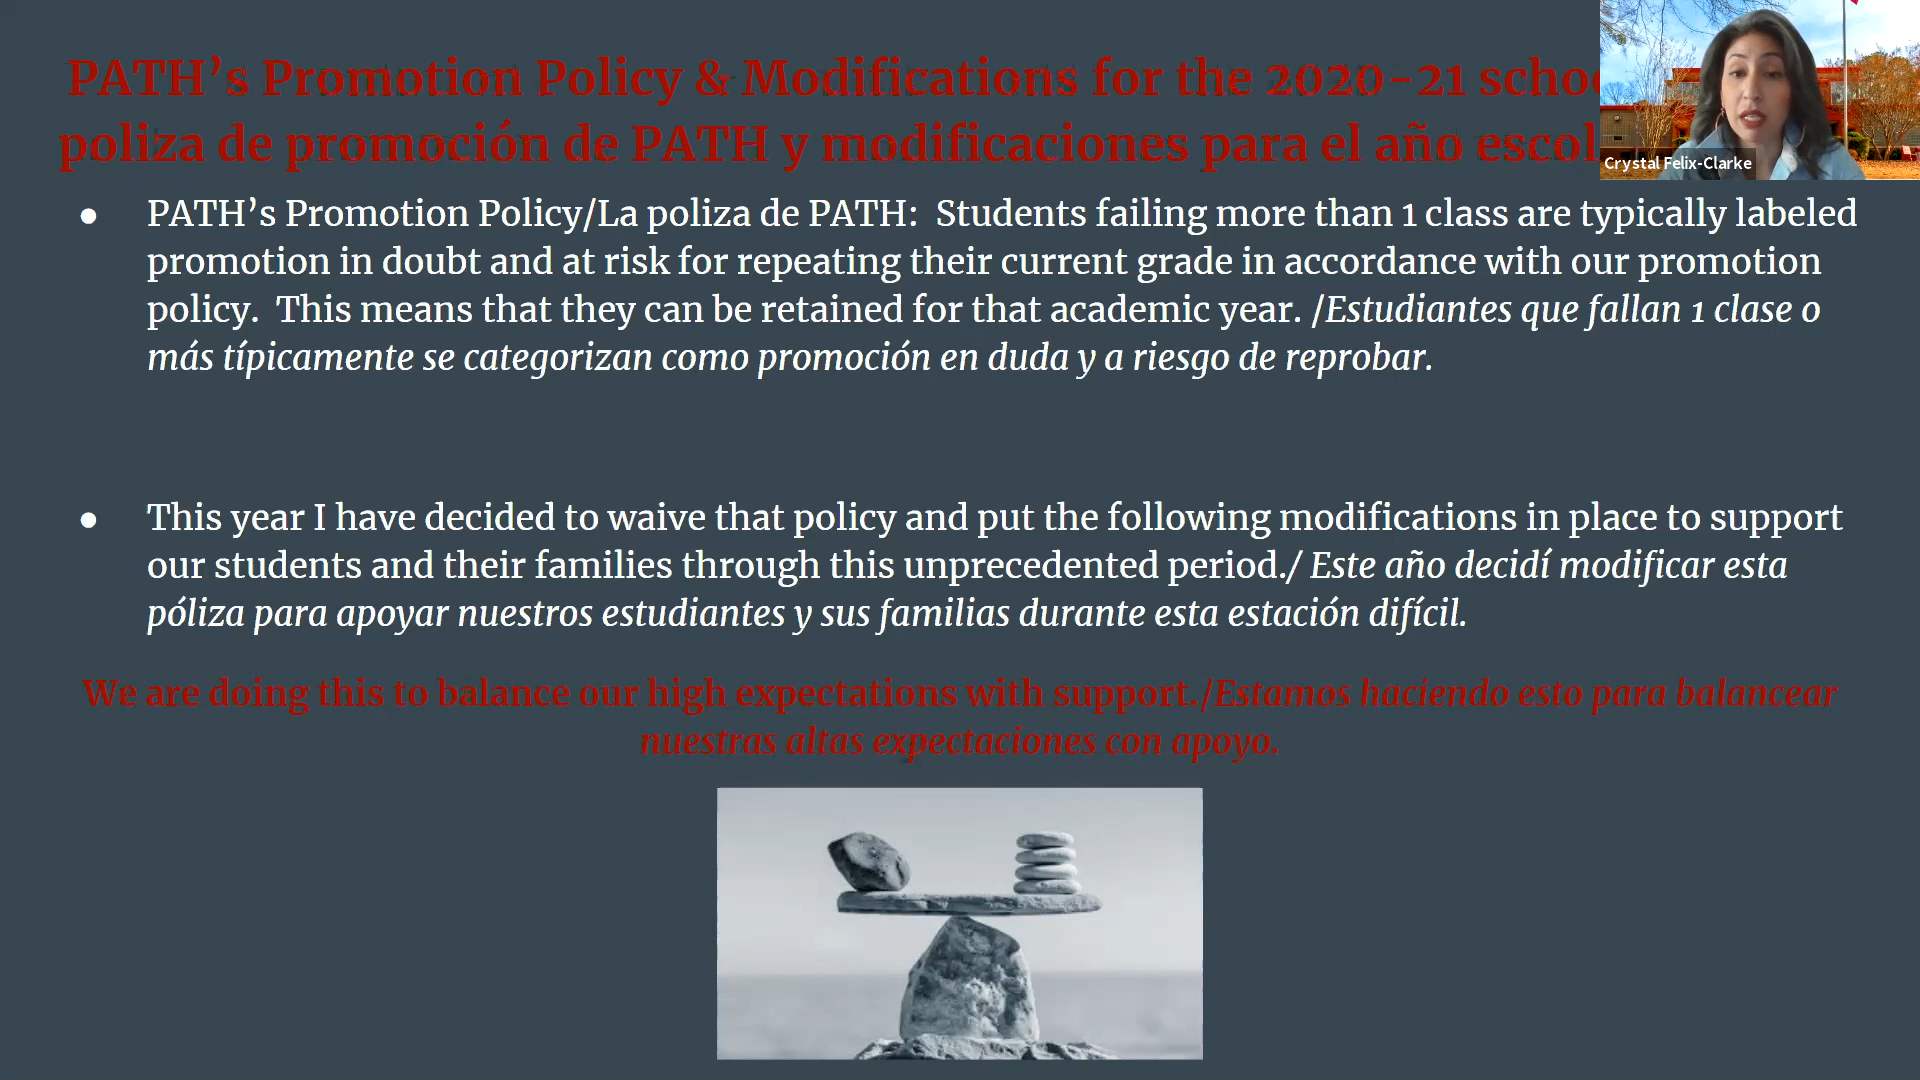 PATH’s Promotion Policy & Modifications for the 2020-21
poliza de promoción de PATH y modificaciones para el año
Crystal Felix-Clarke
● PATH’s Promotion Policy/La poliza de PATH: Students failing more than 1 class are typically labeled
promotion in doubt and at risk for repeating their current grade in accordance with our promotion
policy. This means that they can be retained for that academic year. /Estudiantes que fallan 1 clase o
más típicamente se categorizan como promoción en duda y a riesgo de reprobar.
● This year I have decided to waive that policy and put the following modifications in place to support
our students and their families through this unprecedented period./ Este año decidí modificar esta
póliza para apoyar nuestros estudiantes y sus familias durante esta estación difícil.
We are doing this to balance our high expectations with support./Estamos haciendo esto para balancear
nuestras altas expectaciones con apoyo.